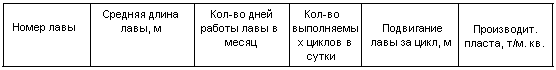 Номер лавы
Средняя длина
лавы, м
Кол-во дней
работы лавы в
месяц
Кол-во
выполняемы
х циклов в
сутки
Подвигание
лавы за цикл, м
Производит.
пласта, т/м. кв.